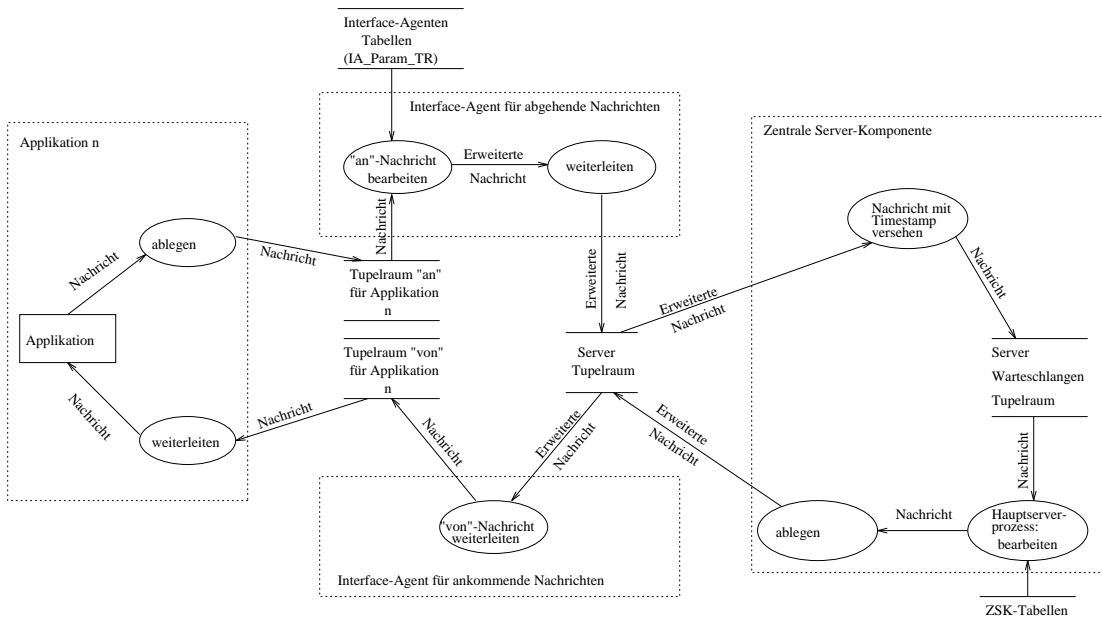 Interface-Agenten
Tabellen
(IA_Param_TR)
Interface-Agent für abgehende Nachrichten
Applikation n
Zentrale Server-Komponente
"an"-Nachricht
bearbeiten
Erweiterte
Nachricht
weiterleiten
Nachricht mit
Timestamp
versehen
ablegen
Nachricht
Nachricht
Nachricht
Tupelraum "an"
für Applikation
n
Erweiterte
Nachricht
Erweiterte
Nachricht
Nachricht
Applikation
Tupelraum "von"
für Applikation
n
Server
Tupelraum
Server
Warteschlangen
Tupelraum
Nachricht
Nachricht
weiterleiten
Nachricht
Erweiterte
Nachricht
Erweiterte
Nachricht
Nachricht
"von"-Nachricht
weiterleiten
ablegen
Nachricht
Hauptserver-
prozess:
bearbeiten
Interface-Agent für ankommende Nachrichten
ZSK-Tabellen